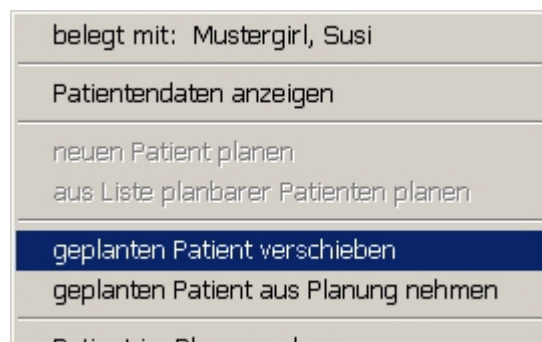 belegt mit: Mustergirl, Susi
Patientendaten anzeigen
neuen Patient planen
aus Liste planbarer Patienten planen
geplanten Patient verschieben
geplanten Patient aus Planung nehmen